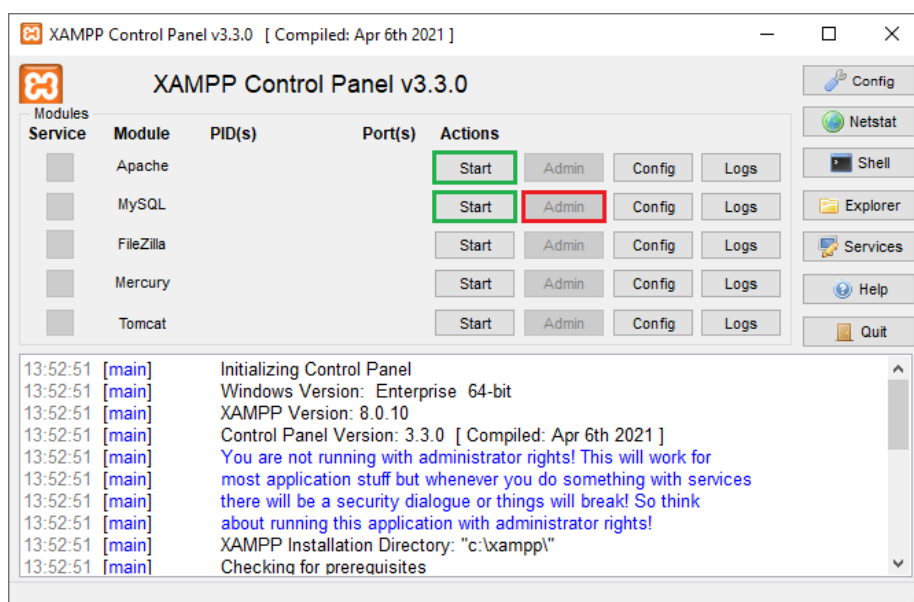 XAMPP Control Panel v3.3.0 [ Compiled: Apr 6th 2021 ]
XAMPP Control Panel v3.3.0
Config
Modules
Netstat
Service Module PID(s) Port(s) Actions
Apache Start Admin Config Logs
Shell
MySQL Start Admin Config Logs
Explorer
FileZilla Start Admin Config Logs
Services
Mercury Start Admin Config Logs
Help
Tomcat Start Admin Config Logs
Quit
13:52:51 [main] Initializing Control Panel
13:52:51 [main] Windows Version: Enterprise 64-bit
13:52:51 [main] XAMPP Version: 8.0.10
13:52:51 [main] Control Panel Version: 3.3.0 [ Compiled: Apr 6th 2021 ]
13:52:51 [main] You are not running with administrator rights! This will work for
13:52:51 [main] most application stuff but whenever you do something with services
13:52:51 [main] there will be a security dialogue or things will break! So think
13:52:51 [main] about running this application with administrator rights!
13:52:51 [main] XAMPP Installation Directory: "c:\xampp\"
13:52:51 [main] Checking for prerequisites